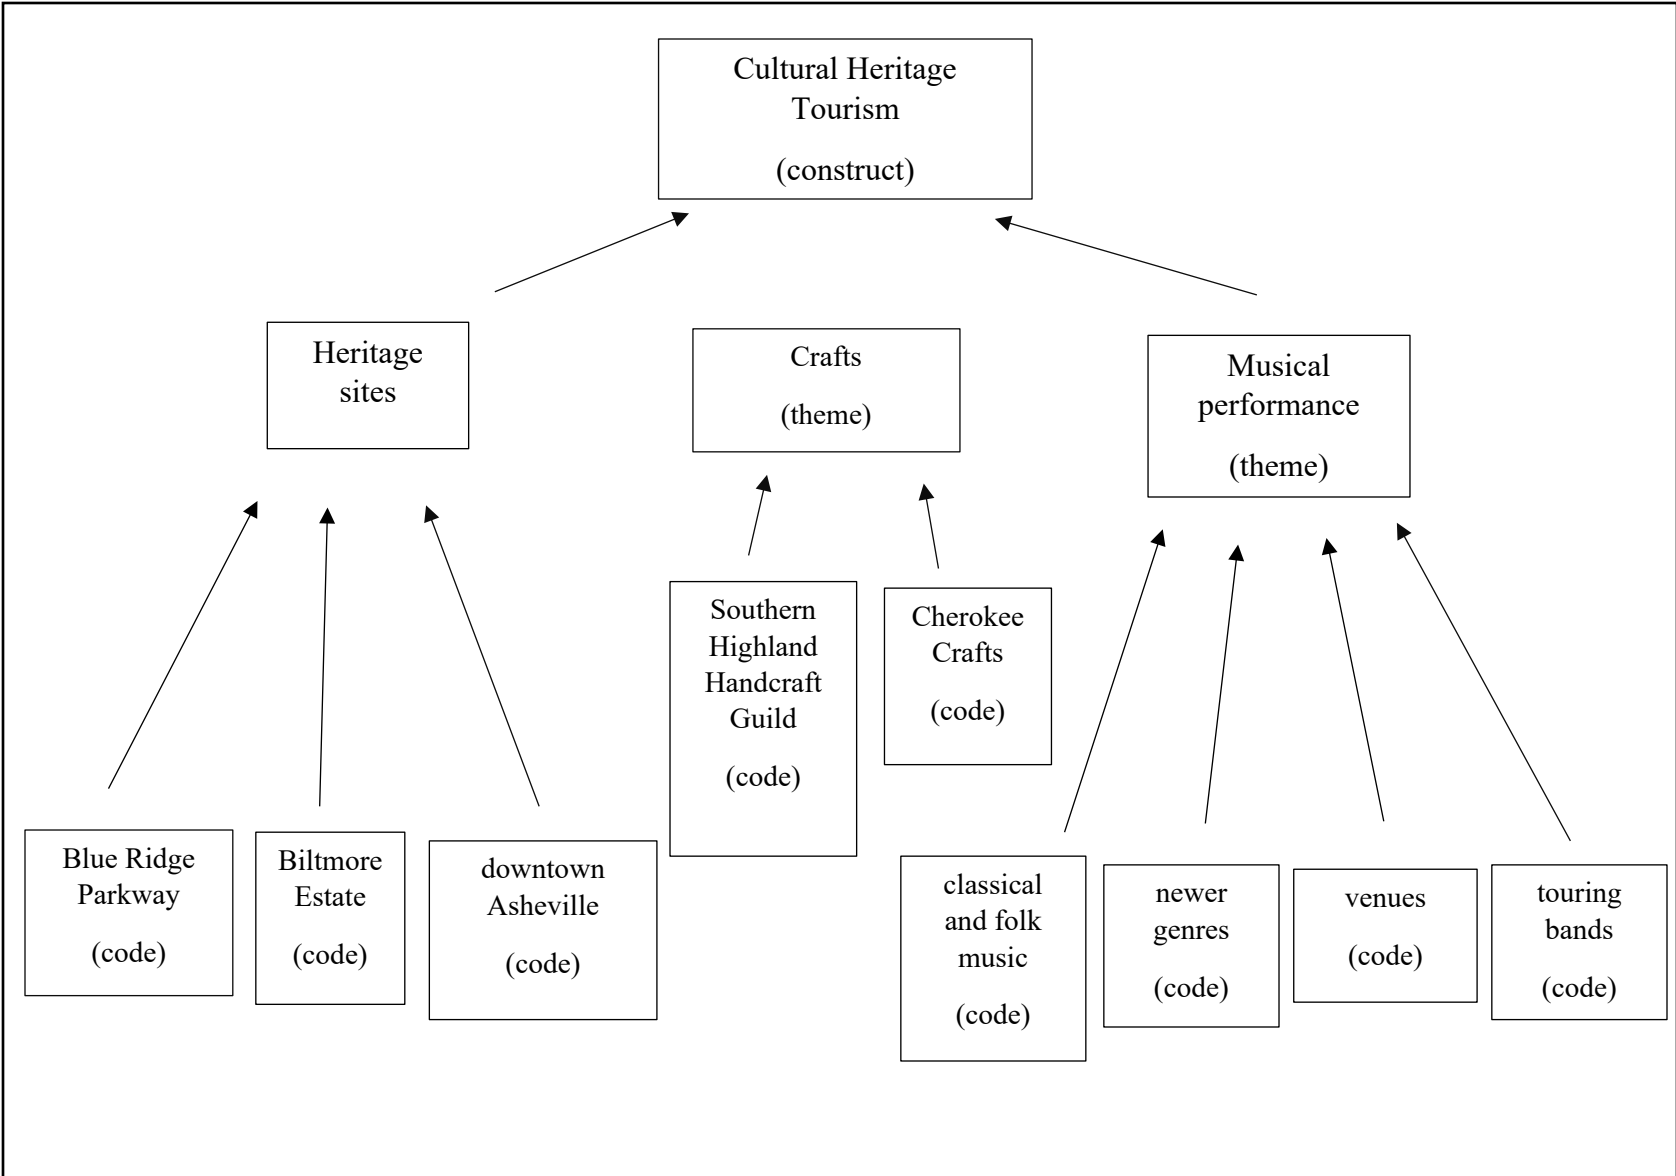 Cultural Heritage
Tourism
(construct)
Heritage
sites
Crafts
(theme)
Musical
performance
(theme)
Southern
Highland
Handcraft
Guild
(code)
Cherokee
Crafts
(code)
Blue Ridge
Parkway
(code)
Biltmore
Estate
(code)
downtown
Asheville
(code)
classical
and folk
music
(code)
newer
genres
(code)
venues
(code)
touring
bands
(code)